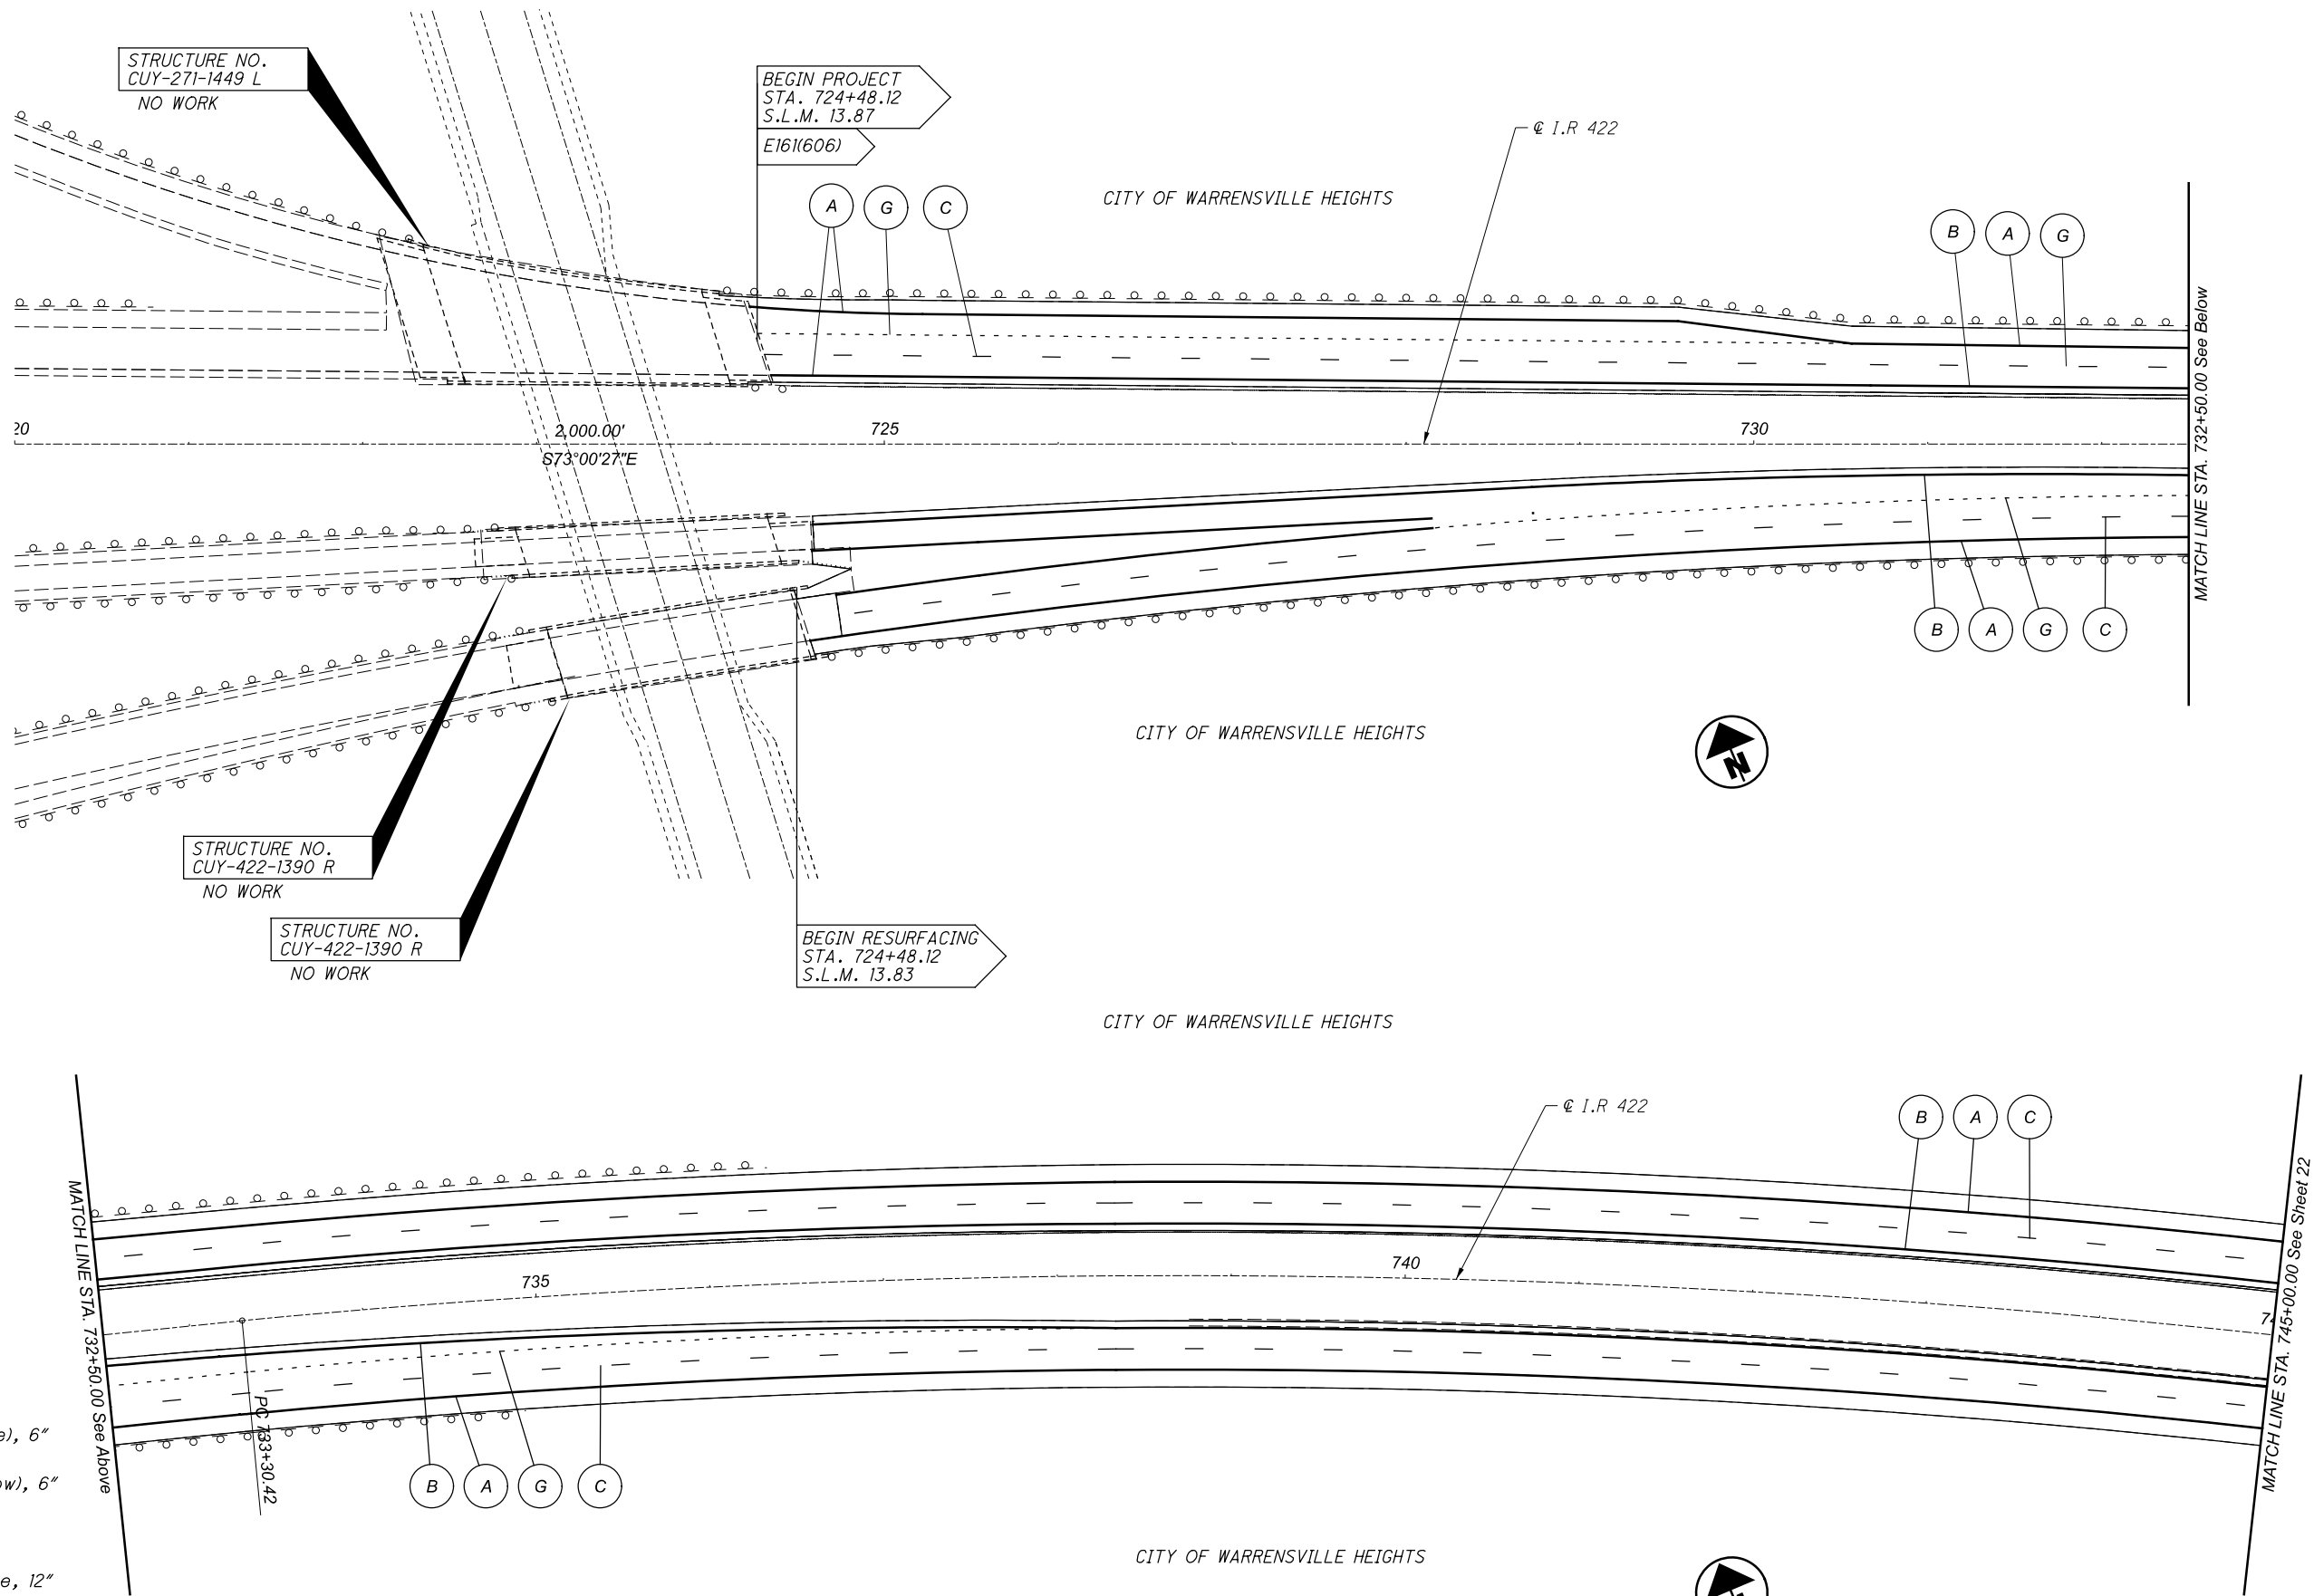 STRUCTURE NO.
CUY-271-1449 L
NO WORK
BEGIN PROJECT
STA. 724+48.12
S.L.M. 13.87
E161(606)
℄ I.R 422
CITY OF WARRENSVILLE HEIGHTS
A
G
C
B
A
G
MATCH LINE STA. 732+50.00 See Below
20
2,000.00'
S73°00'27"E
725
730
B
A
G
C
CITY OF WARRENSVILLE HEIGHTS
N
STRUCTURE NO.
CUY-422-1390 R
NO WORK
STRUCTURE NO.
CUY-422-1390 R
NO WORK
BEGIN RESURFACING
STA. 724+48.12
S.L.M. 13.83
CITY OF WARRENSVILLE HEIGHTS
℄ I.R 422
B
A
C
MATCH LINE STA. 732+50.00 See Above
735
740
74
MATCH LINE STA. 745+00.00 See Sheet 22
PC 733+30.42
B
A
G
C
e), 6"
ow), 6"
e, 12"
CITY OF WARRENSVILLE HEIGHTS